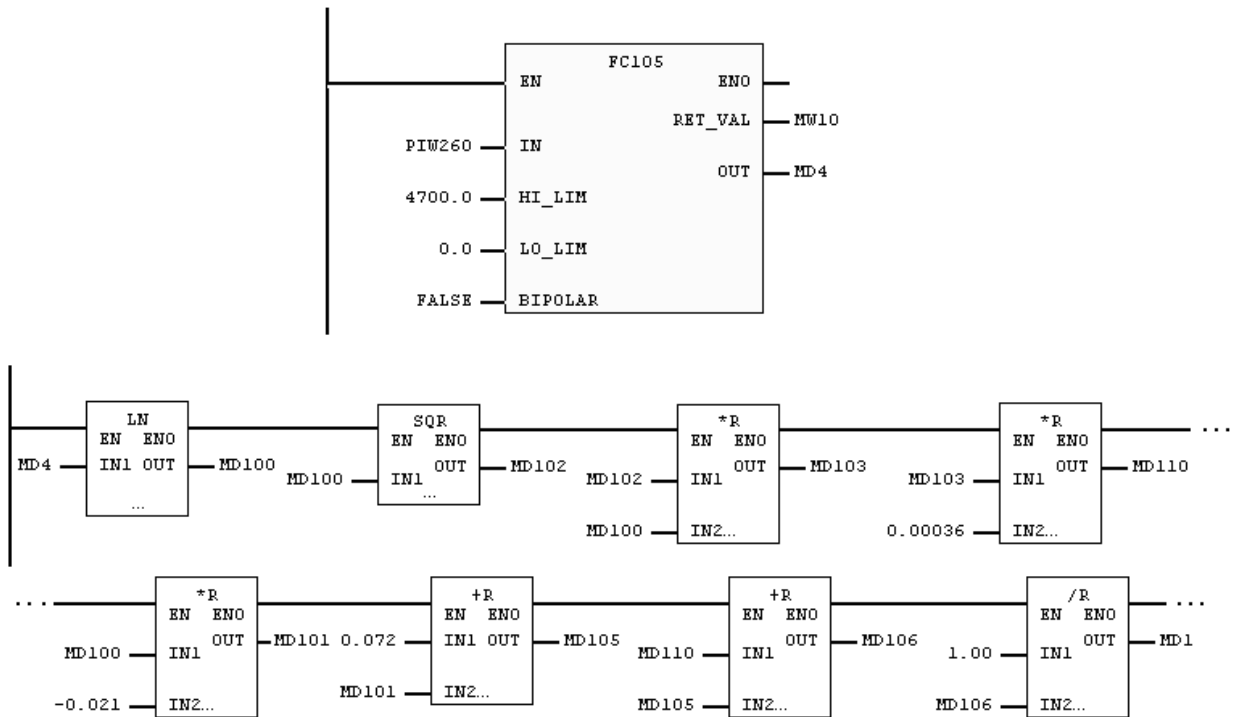 FC105
EN ENO
RET_VAL MW10
PIW260 IN
OUT MD4
4700.0 HI_LIM
0.0 LO_LIM
FALSE BIPOLAR
LN SQR *R *R
EN ENO EN ENO EN ENO EN ENO ...
MD4 IN1 OUT MD100 OUT MD102 OUT MD103 OUT MD110
MD100 IN1 MD102 IN1 MD103 IN1
... ...
MD100 IN2... 0.00036 IN2...
*R +R +R /R
... EN ENO EN ENO EN ENO EN ENO ...
OUT MD101 0.072 IN1 OUT MD105 OUT MD106 OUT MD1
MD100 IN1 MD110 IN1 1.00 IN1
MD101 IN2...
-0.021 IN2... MD105 IN2... MD106 IN2...